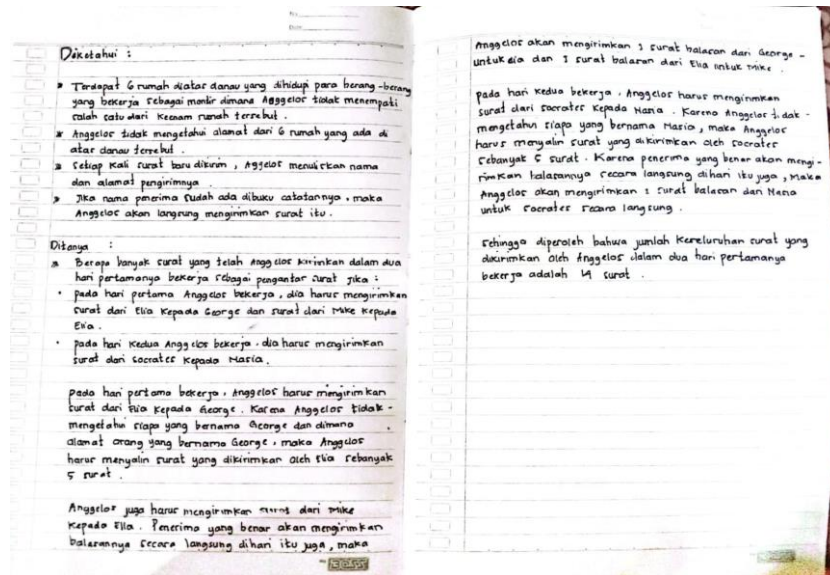 No.
Date.
Diketahui :
Terdapat 6 rumah diatas danau yang dihidupi para berang-berang
yang bekerja sebagai montir dimana Anggelos tidak menempati
salah satu dari keenam rumah tersebut.
Anggelos tidak mengetahui alamat dari 6 rumah yang ada di
atas danau tersebut.
Setiap kali surat baru dikirim, Aggelos menuliskan nama
dan alamat pengirimnya
Jika nama penerima sudah ada dibuku catatannya, maka
Anggelos akan langsung mengirimkan surat itu.
Ditanya :
Berapa banyak surat yang telah Anggelos kirimkan dalam dua
hari pertamanya bekerja sebagai pengantar surat jika :
• pada hari pertama Anggelos bekerja, dia harus mengirimkan
surat dari Elia kepada George dan surat dari Mike kepada
Elia.
• pada hari kedua Anggelos bekerja. dia harus mengirimkan
surat dari Socrates kepada Maria.
Pada hari pertama bekerja, Anggelos harus mengirimkan
surat dari Elia kepada George. Karena Anggelos tidak-
mengetahui siapa yang bernama George dan dimana
alamat orang yang bernama George, maka Anggelos
harus menyalin surat yang dikirimkan oleh Elia sebanyak
5 surat.
Anggelos juga harus mengirimkan surat dari Mike
kepada Ella. Penerima yang benar akan mengirimkan
balasannya secara langsung dihari itu juga, maka
Anggelos akan mengirimkan 1 surat balasan dari George-
untuk eia dan 1 surat balasan dari Elia untuk Mike.
pada hari kedua bekerja, Anggelos harus mengirimkan
surat dari socrates kepada Maria. Karena Anggelos tidak-
mengetahui siapa yang bernama Maria, maka Anggelos
harus menyalin surat yang dikirimkan oleh Socrates
sebanyak 5 surat. Karena penerima yang benar akan mengi-
rimkan balasannya secara langsung dihari itu juga, maka
Anggelos akan mengirimkan 1 surat balasan dari Maria
untuk Socrates secara langsung.
Sehingga diperoleh bahwa jumlah keseluruhan surat yang
dikirimkan oleh Anggelos dalam dua hari pertamanya
bekerja adalah 14 surat.